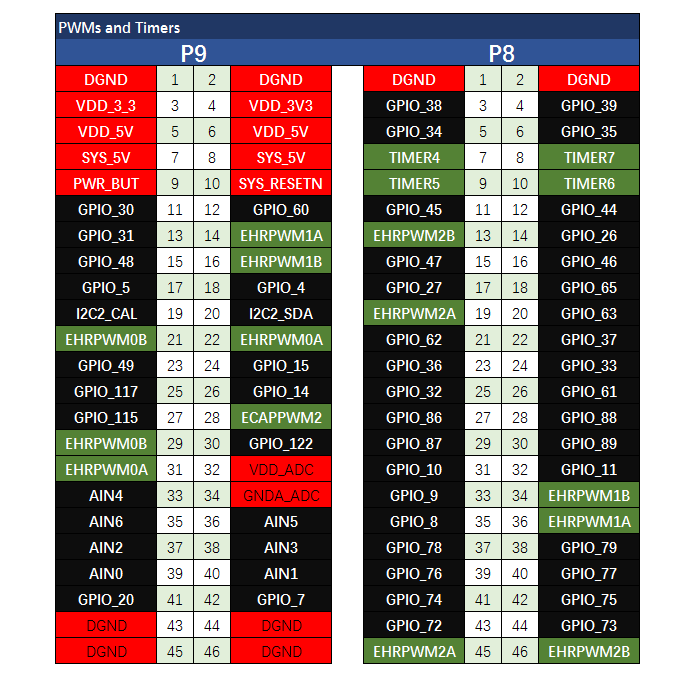 PWMs and Timers
P9 P8
DGND 1 2 DGND DGND 1 2 DGND
VDD_3_3 3 4 VDD_3V3 GPIO_38 3 4 GPIO_39
VDD_5V 5 6 VDD_5V GPIO_34 5 6 GPIO_35
SYS_5V 7 8 SYS_5V TIMER4 7 8 TIMER7
PWR_BUT 9 10 SYS_RESETN TIMER5 9 10 TIMER6
GPIO_30 11 12 GPIO_60 GPIO_45 11 12 GPIO_44
GPIO_31 13 14 EHRPWM1A EHRPWM2B 13 14 GPIO_26
GPIO_48 15 16 EHRPWM1B GPIO_47 15 16 GPIO_46
GPIO_5 17 18 GPIO_4 GPIO_27 17 18 GPIO_65
I2C2_CAL 19 20 I2C2_SDA EHRPWM2A 19 20 GPIO_63
EHRPWM0B 21 22 EHRPWM0A GPIO_62 21 22 GPIO_37
GPIO_49 23 24 GPIO_15 GPIO_36 23 24 GPIO_33
GPIO_117 25 26 GPIO_14 GPIO_32 25 26 GPIO_61
GPIO_115 27 28 ECAPPWM2 GPIO_86 27 28 GPIO_88
EHRPWM0B 29 30 GPIO_122 GPIO_87 29 30 GPIO_89
EHRPWM0A 31 32 VDD_ADC GPIO_10 31 32 GPIO_11
AIN4 33 34 GNDA_ADC GPIO_9 33 34 EHRPWM1B
AIN6 35 36 AIN5 GPIO_8 35 36 EHRPWM1A
AIN2 37 38 AIN3 GPIO_78 37 38 GPIO_79
AIN0 39 40 AIN1 GPIO_76 39 40 GPIO_77
GPIO_20 41 42 GPIO_7 GPIO_74 41 42 GPIO_75
DGND 43 44 DGND GPIO_72 43 44 GPIO_73
DGND 45 46 DGND EHRPWM2A 45 46 EHRPWM2B